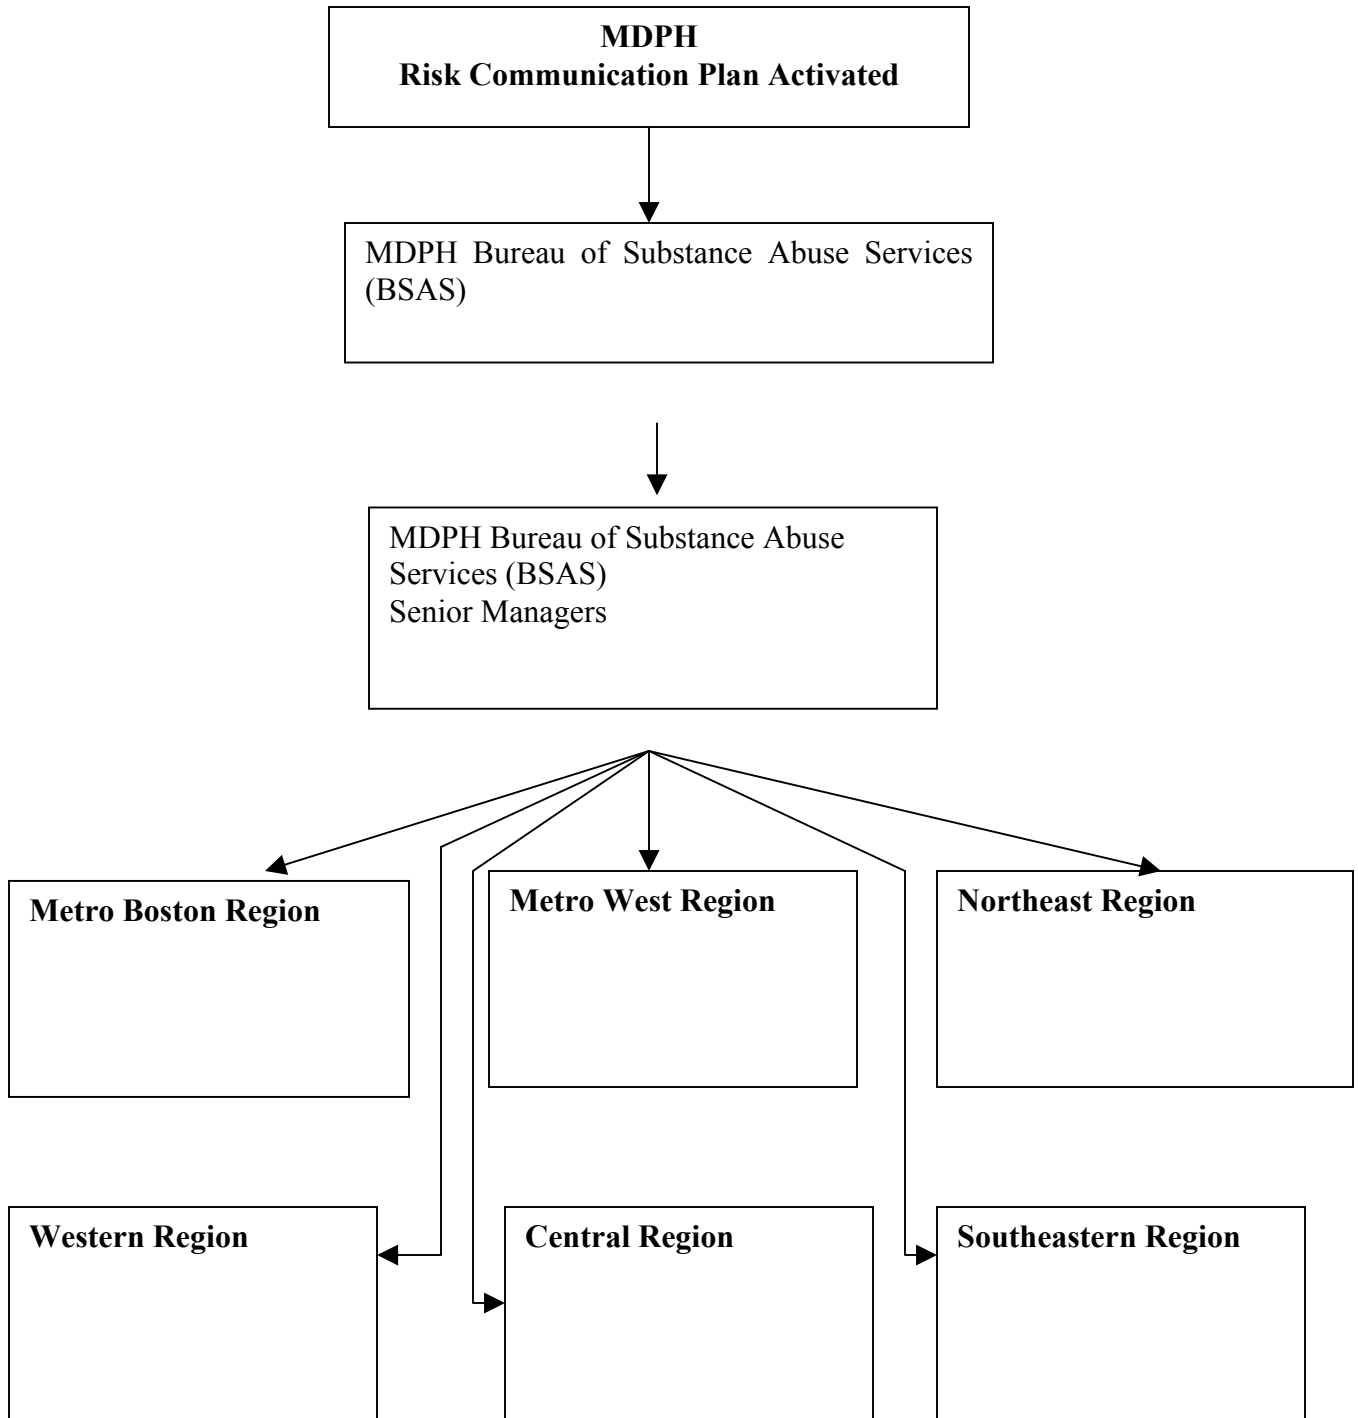 MDPH
Risk Communication Plan Activated
MDPH Bureau of Substance Abuse Services
(BSAS)
MDPH Bureau of Substance Abuse
Services (BSAS)
Senior Managers
Metro Boston Region
Metro West Region
Northeast Region
Western Region
Central Region
Southeastern Region